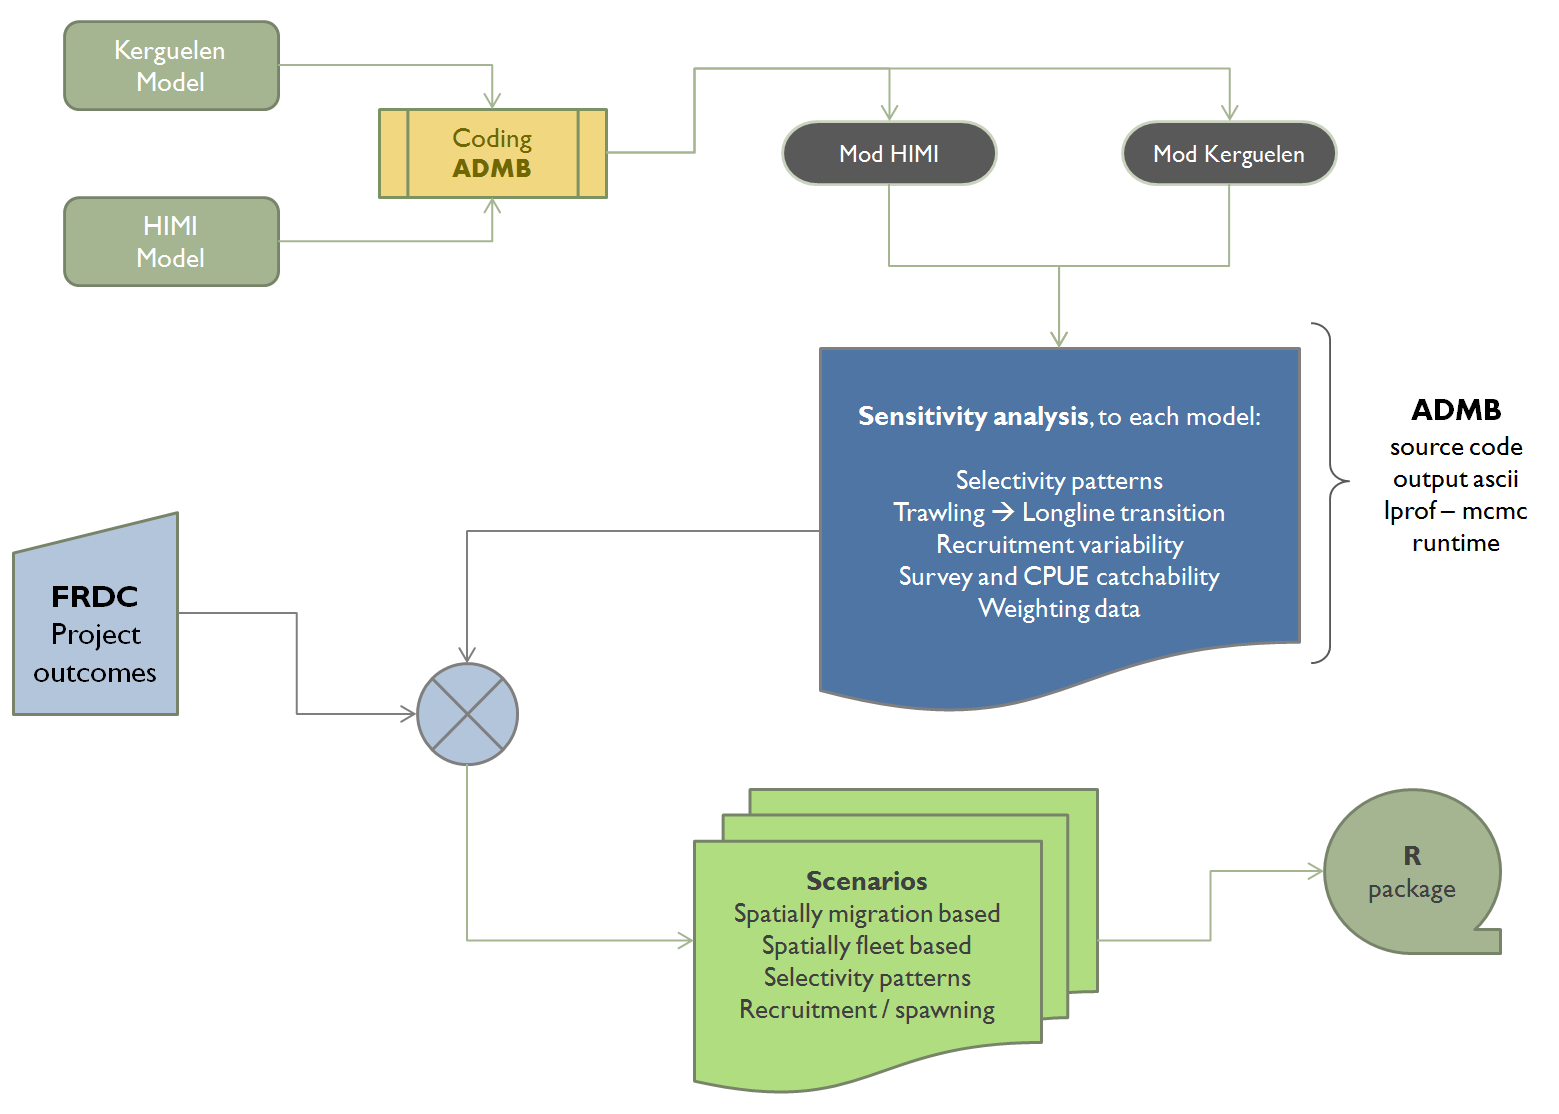 Kerguelen
Model
Coding
ADMB
HIMI
Model
Mod HIMI
Mod Kerguelen
Sensitivity analysis, to each model:
Selectivity patterns
Trawling → Longline transition
Recruitment variability
Survey and CPUE catchability
Weighting data
ADMB
source code
output ascii
lprof – mcmc
runtime
FRDC
Project
outcomes
Scenarios
Spatially migration based
Spatially fleet based
Selectivity patterns
Recruitment / spawning
R
package